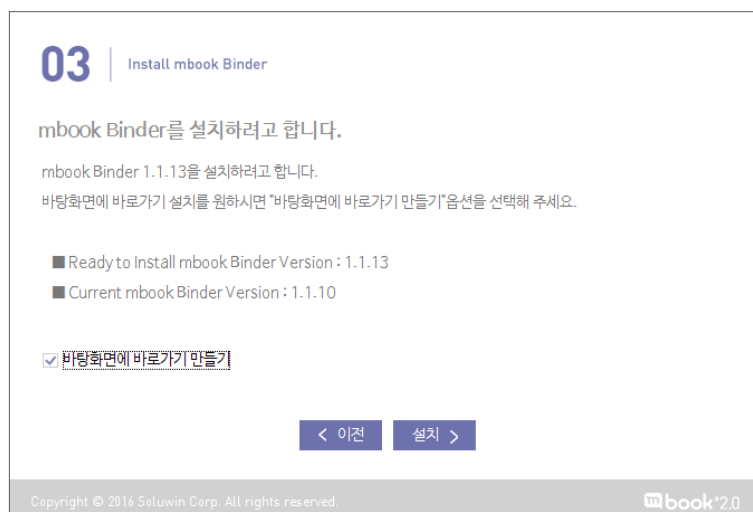 03 Install mbook Binder
mbook Binder를 설치하려고 합니다.
mbook Binder 1.1.13을 설치하려고 합니다.
바탕화면에 바로가기 설치를 원하시면 "바탕화면에 바로가기 만들기"옵션을 선택해 주세요.
■ Ready to Install mbook Binder Version : 1.1.13
■ Current mbook Binder Version : 1.1.10
바탕화면에 바로가기 만들기
< 이전 설치 >
Copyright © 2016 Soluwin Corp. All rights reserved. m book+2.0